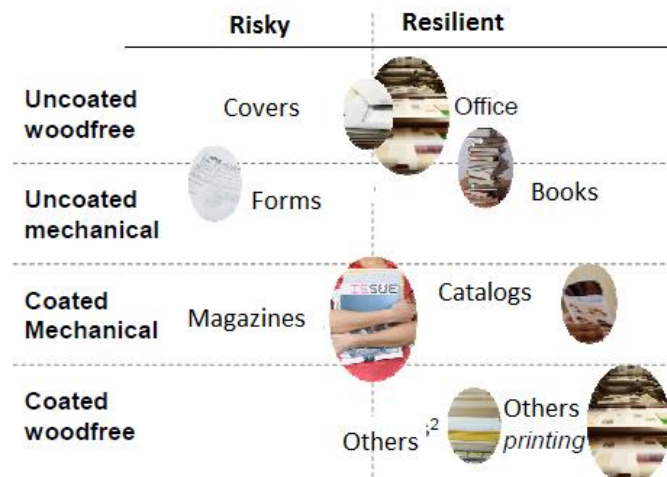 Risky
Resilient
Uncoated
woodfree
Covers
Office
Uncoated
mechanical
Forms
Books
Coated
Mechanical
Magazines
ISSUE
Catalogs
Coated
woodfree
Others
s²
Others
printing